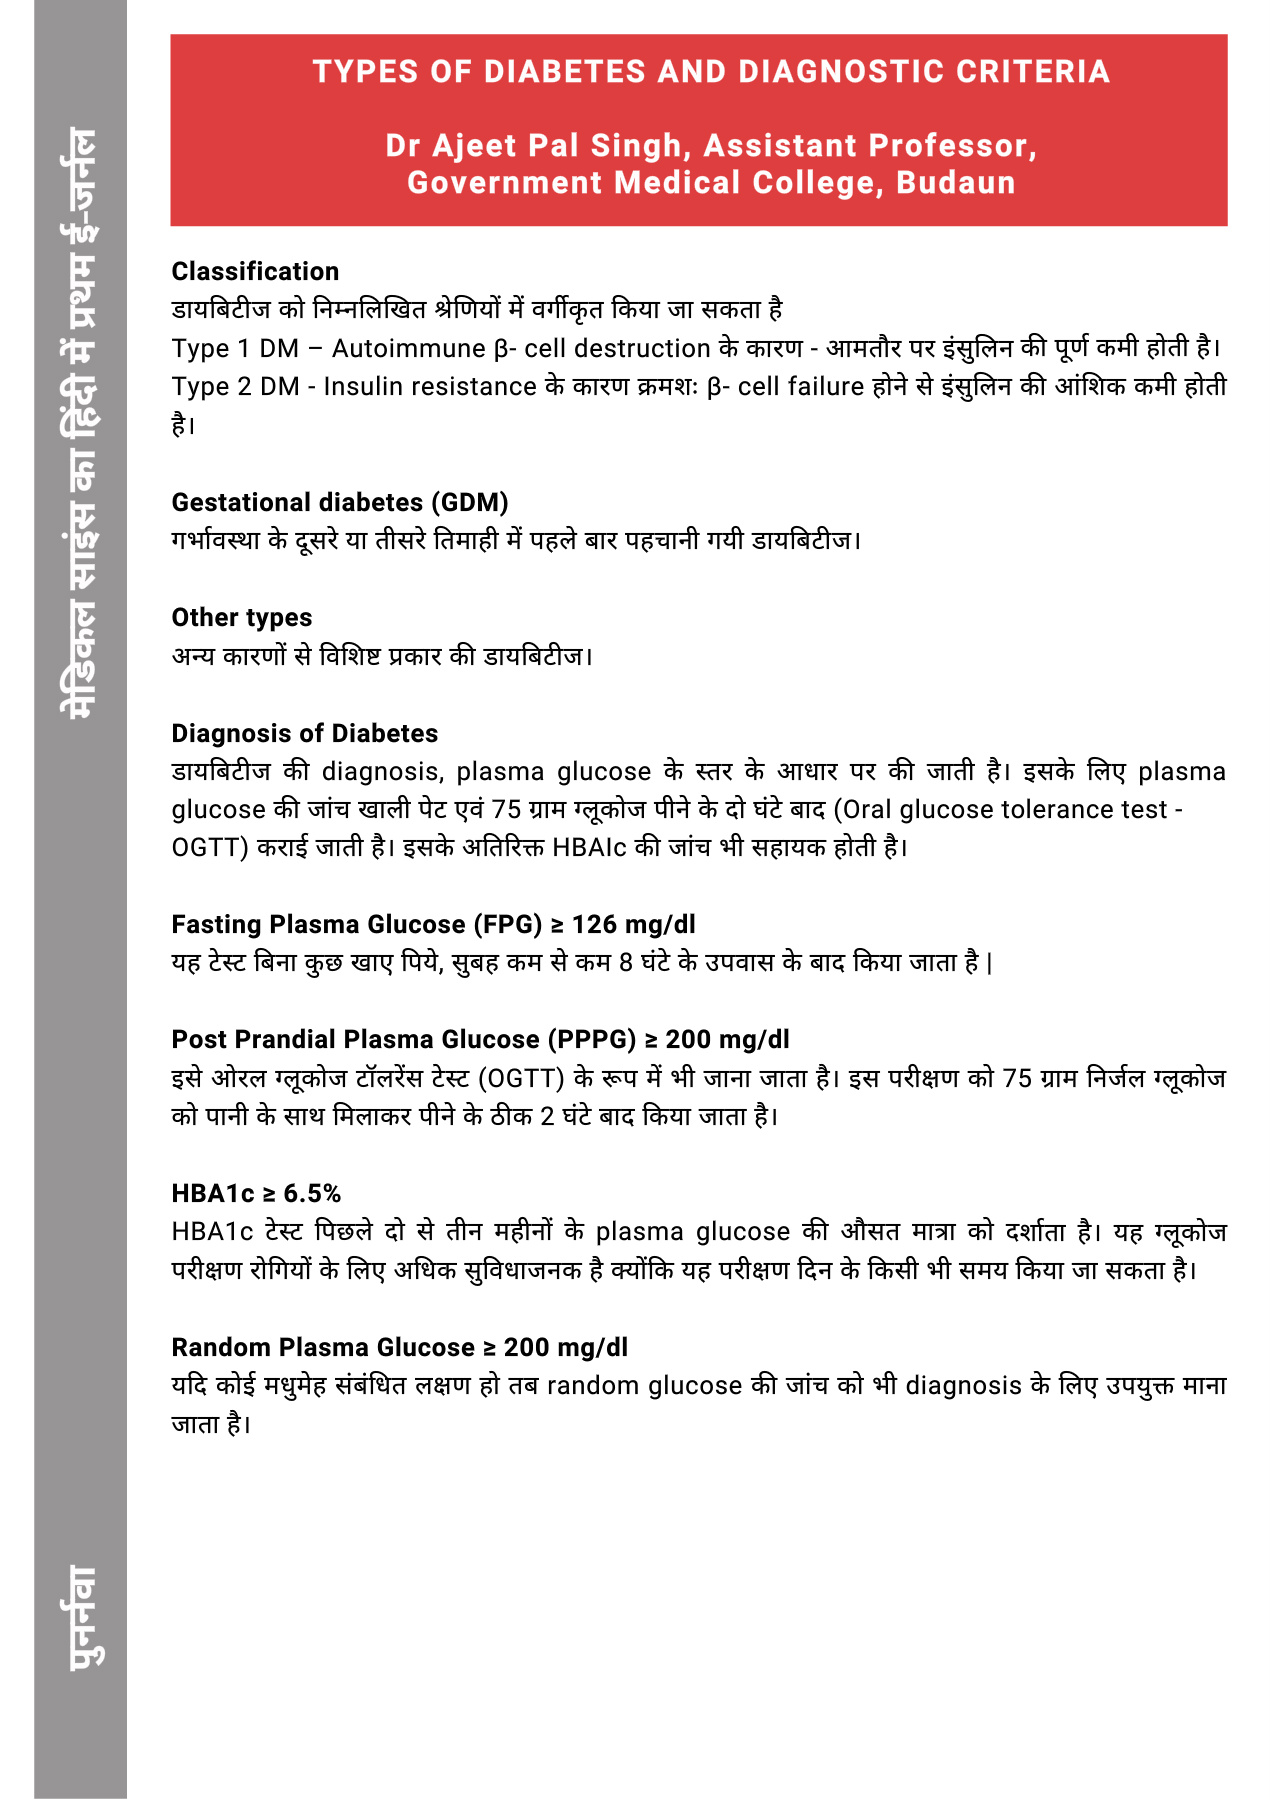 मेडिकल साइंस का हिंदी में प्रथम ई-जर्नल
पुनर्नवा
TYPES OF DIABETES AND DIAGNOSTIC CRITERIA
Dr Ajeet Pal Singh, Assistant Professor,
Government Medical College, Budaun
Classification
डायबिटीज को निम्नलिखित श्रेणियों में वर्गीकृत किया जा सकता है
Type 1 DM – Autoimmune β- cell destruction के कारण - आमतौर पर इंसुलिन की पूर्ण कमी होती है।
Type 2 DM - Insulin resistance के कारण क्रमशः β- cell failure होने से इंसुलिन की आंशिक कमी होती
है।
Gestational diabetes (GDM)
गर्भावस्था के दूसरे या तीसरे तिमाही में पहले बार पहचानी गयी डायबिटीज।
Other types
अन्य कारणों से विशिष्ट प्रकार की डायबिटीज।
Diagnosis of Diabetes
डायबिटीज की diagnosis, plasma glucose के स्तर के आधार पर की जाती है। इसके लिए plasma
glucose की जांच खाली पेट एवं 75 ग्राम ग्लूकोज पीने के दो घंटे बाद (Oral glucose tolerance test -
OGTT) कराई जाती है। इसके अतिरिक्त HBAIc की जांच भी सहायक होती है।
Fasting Plasma Glucose (FPG) ≥ 126 mg/dl
यह टेस्ट बिना कुछ खाए पिये, सुबह कम से कम 8 घंटे के उपवास के बाद किया जाता है |
Post Prandial Plasma Glucose (PPPG) ≥ 200 mg/dl
इसे ओरल ग्लूकोज टॉलरेंस टेस्ट (OGTT) के रूप में भी जाना जाता है। इस परीक्षण को 75 ग्राम निर्जल ग्लूकोज
को पानी के साथ मिलाकर पीने के ठीक 2 घंटे बाद किया जाता है।
HBA1c ≥ 6.5%
HBA1c टेस्ट पिछले दो से तीन महीनों के plasma glucose की औसत मात्रा को दर्शाता है। यह ग्लूकोज
परीक्षण रोगियों के लिए अधिक सुविधाजनक है क्योंकि यह परीक्षण दिन के किसी भी समय किया जा सकता है।
Random Plasma Glucose ≥ 200 mg/dl
यदि कोई मधुमेह संबंधित लक्षण हो तब random glucose की जांच को भी diagnosis के लिए उपयुक्त माना
जाता है।